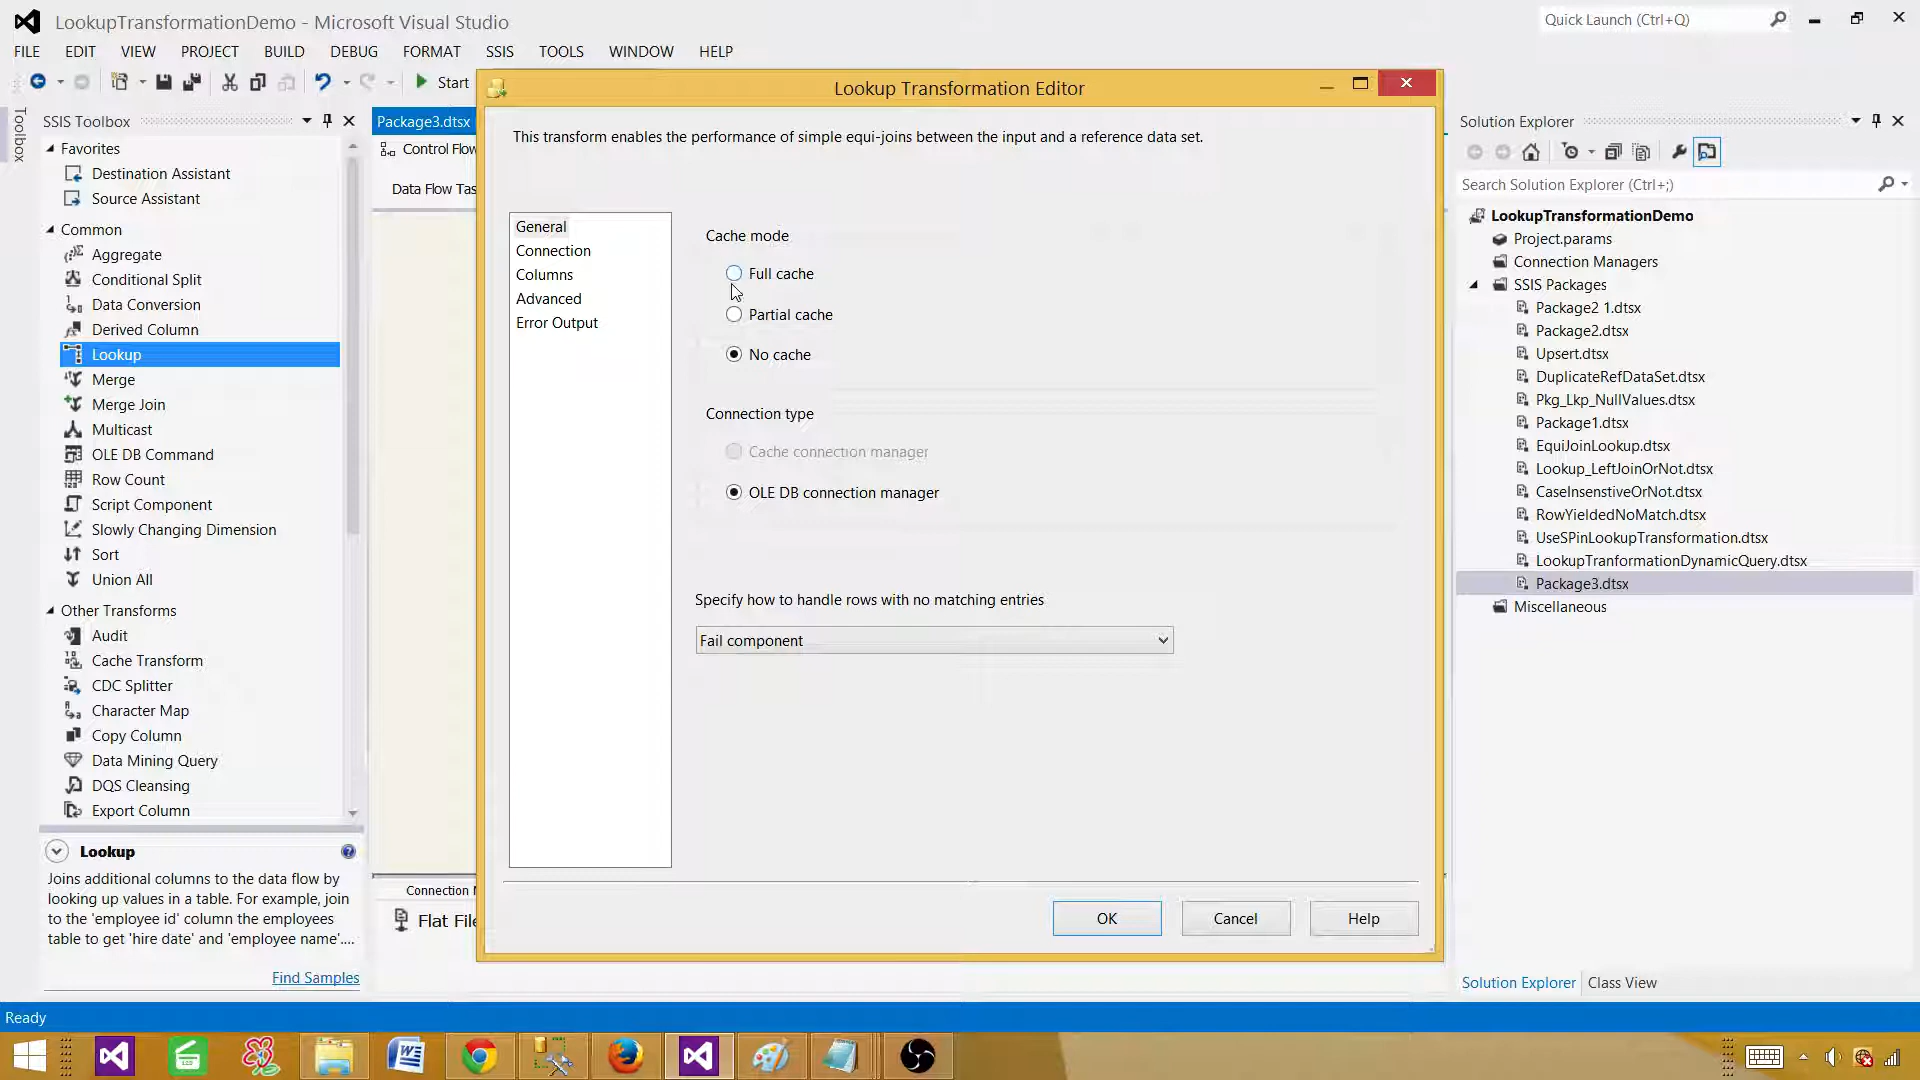 LookupTransformationDemo - Microsoft Visual Studio
Quick Launch (Ctrl+Q)
FILE EDIT VIEW PROJECT BUILD DEBUG FORMAT SSIS TOOLS WINDOW HELP
Start
Toolbox
SSIS Toolbox
Favorites
Destination Assistant
Source Assistant
Common
Aggregate
Conditional Split
Data Conversion
Derived Column
Lookup
Merge
Merge Join
Multicast
OLE DB Command
Row Count
Script Component
Slowly Changing Dimension
Sort
Union All
Other Transforms
Audit
Cache Transform
CDC Splitter
Character Map
Copy Column
Data Mining Query
DQS Cleansing
Export Column
Lookup
Joins additional columns to the data flow by
looking up values in a table. For example, join
to the 'employee id' column the employees
table to get 'hire date' and 'employee name'....
Find Samples
Package3.dtsx
Control Flow
Data Flow Tas
Connection
Flat File
Lookup Transformation Editor
This transform enables the performance of simple equi-joins between the input and a reference data set.
General
Connection
Columns
Advanced
Error Output
Cache mode
Full cache
Partial cache
No cache
Connection type
Cache connection manager
OLE DB connection manager
Specify how to handle rows with no matching entries
Fail component
OK Cancel Help
Solution Explorer
Search Solution Explorer (Ctrl+;)
LookupTransformationDemo
Project.params
Connection Managers
SSIS Packages
Package2 1.dtsx
Package2.dtsx
Upsert.dtsx
DuplicateRefDataSet.dtsx
Pkg_Lkp_NullValues.dtsx
Package1.dtsx
EquiJoinLookup.dtsx
Lookup_LeftJoinOrNot.dtsx
CaseInsenstiveOrNot.dtsx
RowYieldedNoMatch.dtsx
UseSPinLookupTransformation.dtsx
LookupTranformationDynamicQuery.dtsx
Package3.dtsx
Miscellaneous
Solution Explorer Class View
Ready